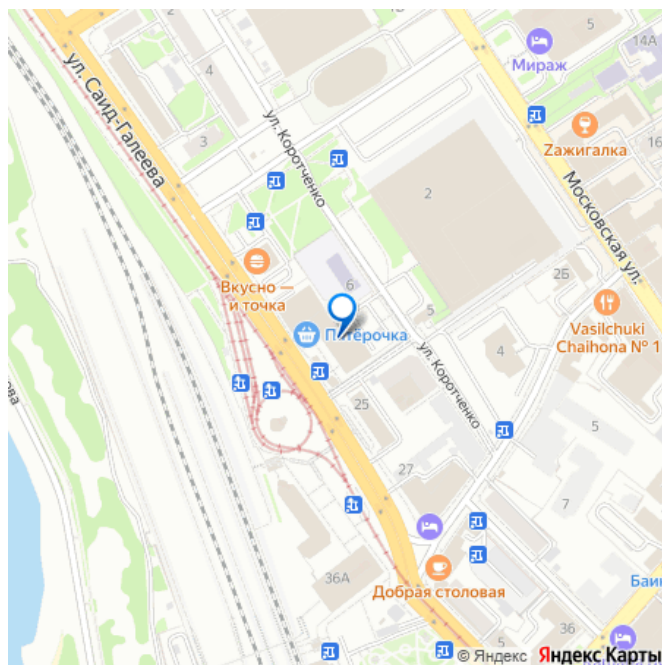 2
14А
4
Мираж
ул. Саид-Галеева
3
ул. Коротченко
Zажигалка
2
Московская ул.
Вкусно —
и точка
6
2Б
5
Пятёрочка
Vasilchuki
Chaihona № 1
ул. Коротченко
4
25
5
27
7
36А
Добрая столовая
36
5
© Яндекс Яндекс Карты